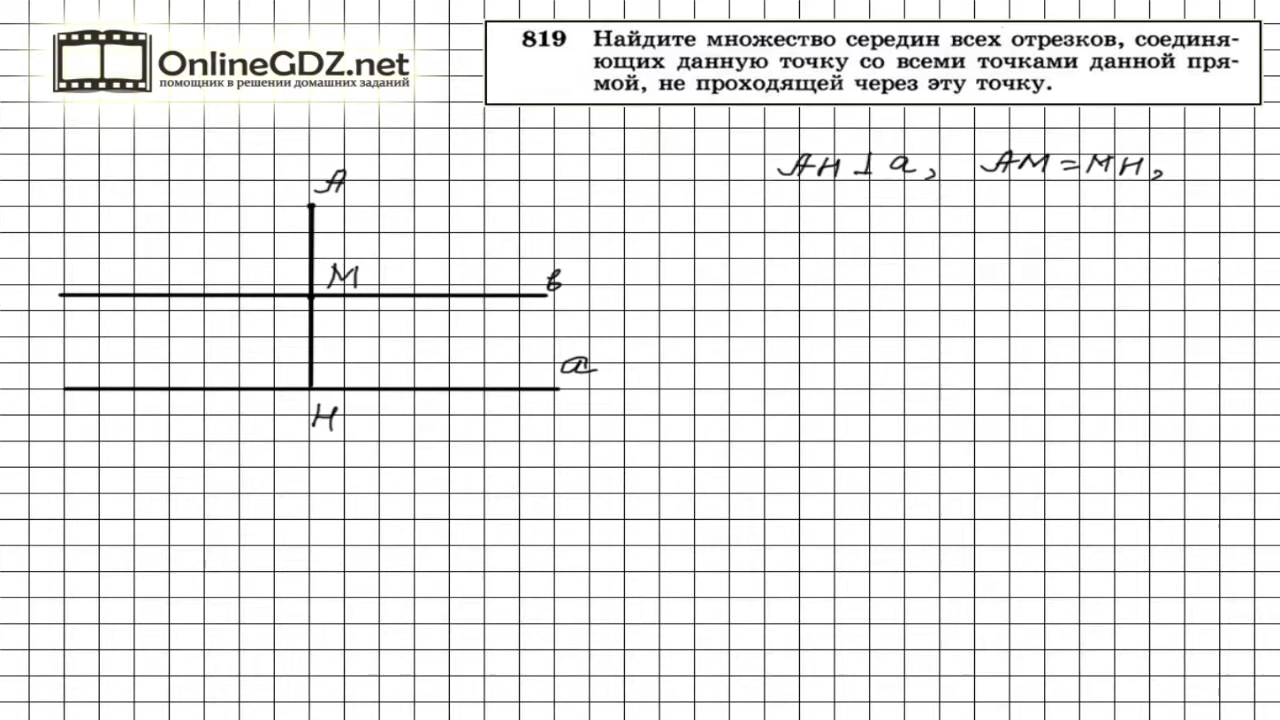 OnlineGDZ.net
помощник в решении домашних заданий
819 Найдите множество середин всех отрезков, соединя-
ющих данную точку со всеми точками данной пря-
мой, не проходящей через эту точку.
AH ⊥ a, AM = MH,
A
M
в
a
H